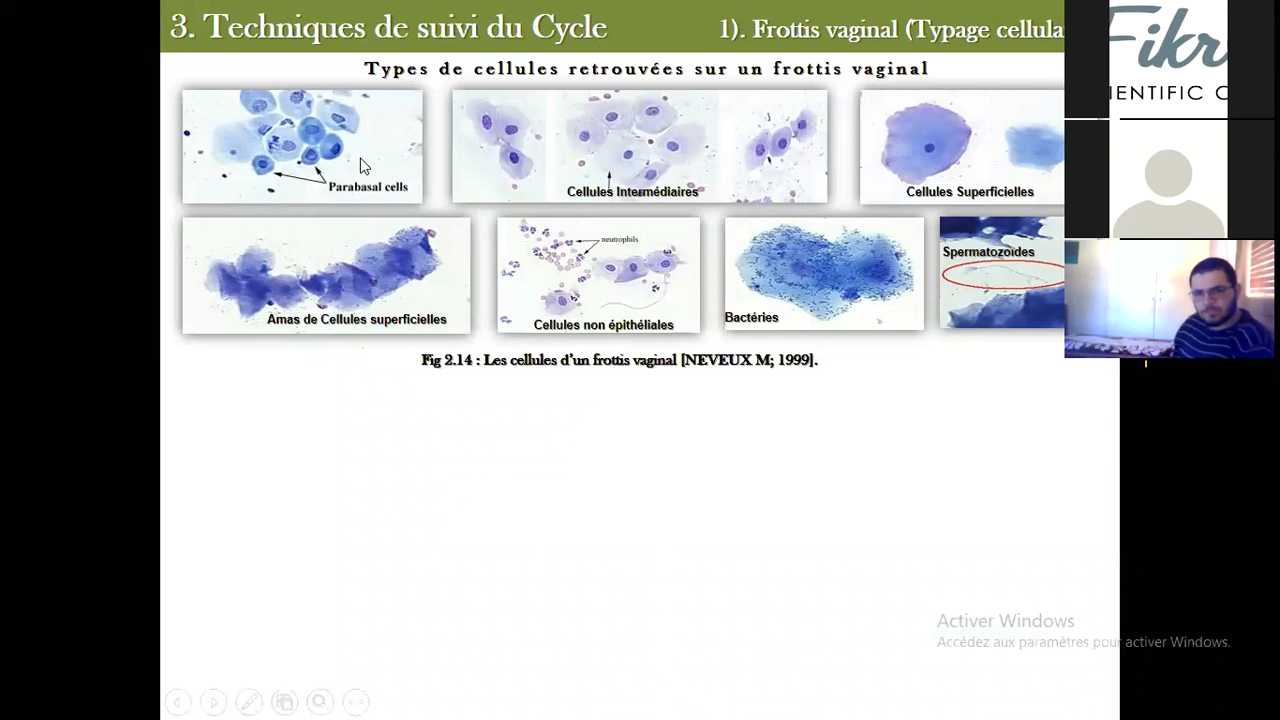 3. Techniques de suivi du Cycle
1). Frottis vaginal (Typage cellula
Types de cellules retrouvées sur un frottis vaginal
Fikr
IENTIFIC C
Parabasal cells
Cellules Intermédiaires
Cellules Superficielles
Amas de Cellules superficielles
neutrophils
Cellules non épithéliales
Bactéries
Spermatozoïdes
Fig 2.14 : Les cellules d'un frottis vaginal [NEVEUX M; 1999].
Activer Windows
Accédez aux paramètres pour activer Windows.